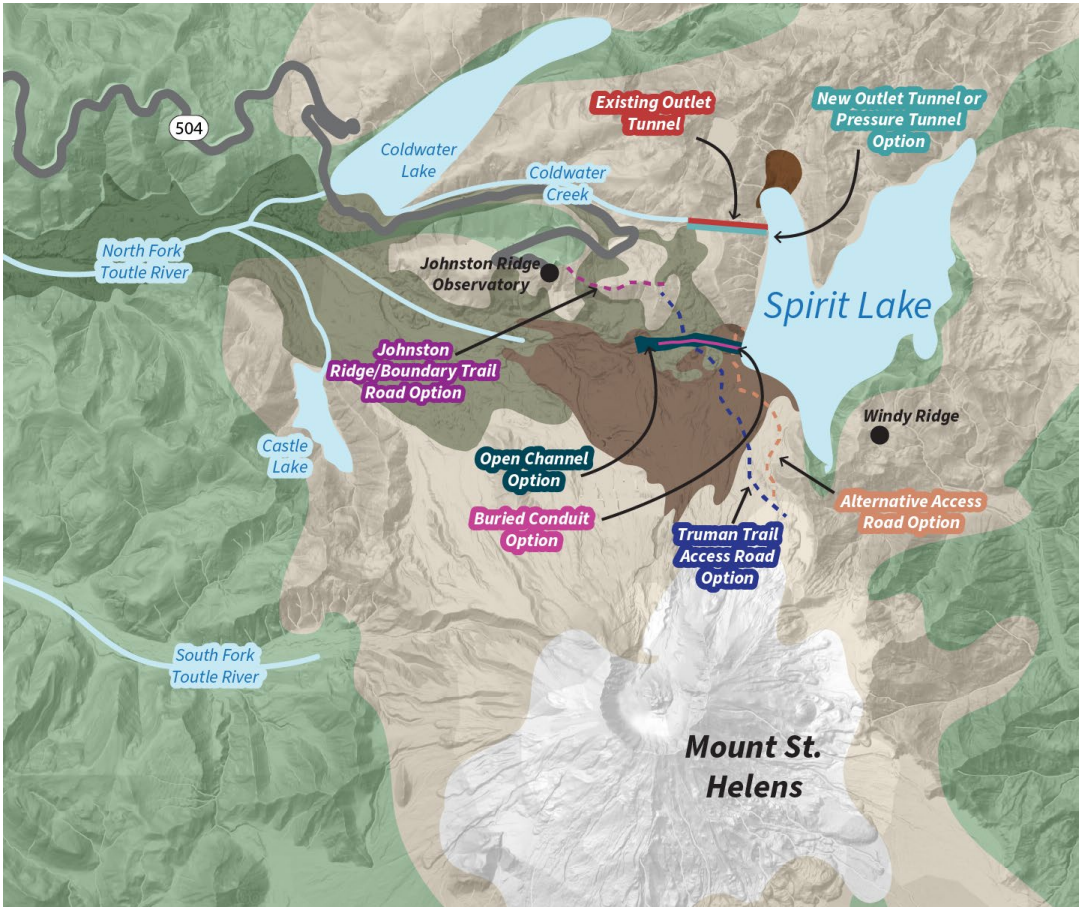 Existing Outlet
Tunnel
New Outlet Tunnel or
Pressure Tunnel
Option
504
Coldwater
Lake
Coldwater
Creek
North Fork
Toutle River
Johnston Ridge
Observatory
Spirit Lake
Johnston
Ridge/Boundary Trail
Road Option
Windy Ridge
Castle
Lake
Open Channel
Option
Alternative Access
Road Option
Buried Conduit
Option
Truman Trail
Access Road
Option
South Fork
Toutle River
Mount St.
Helens